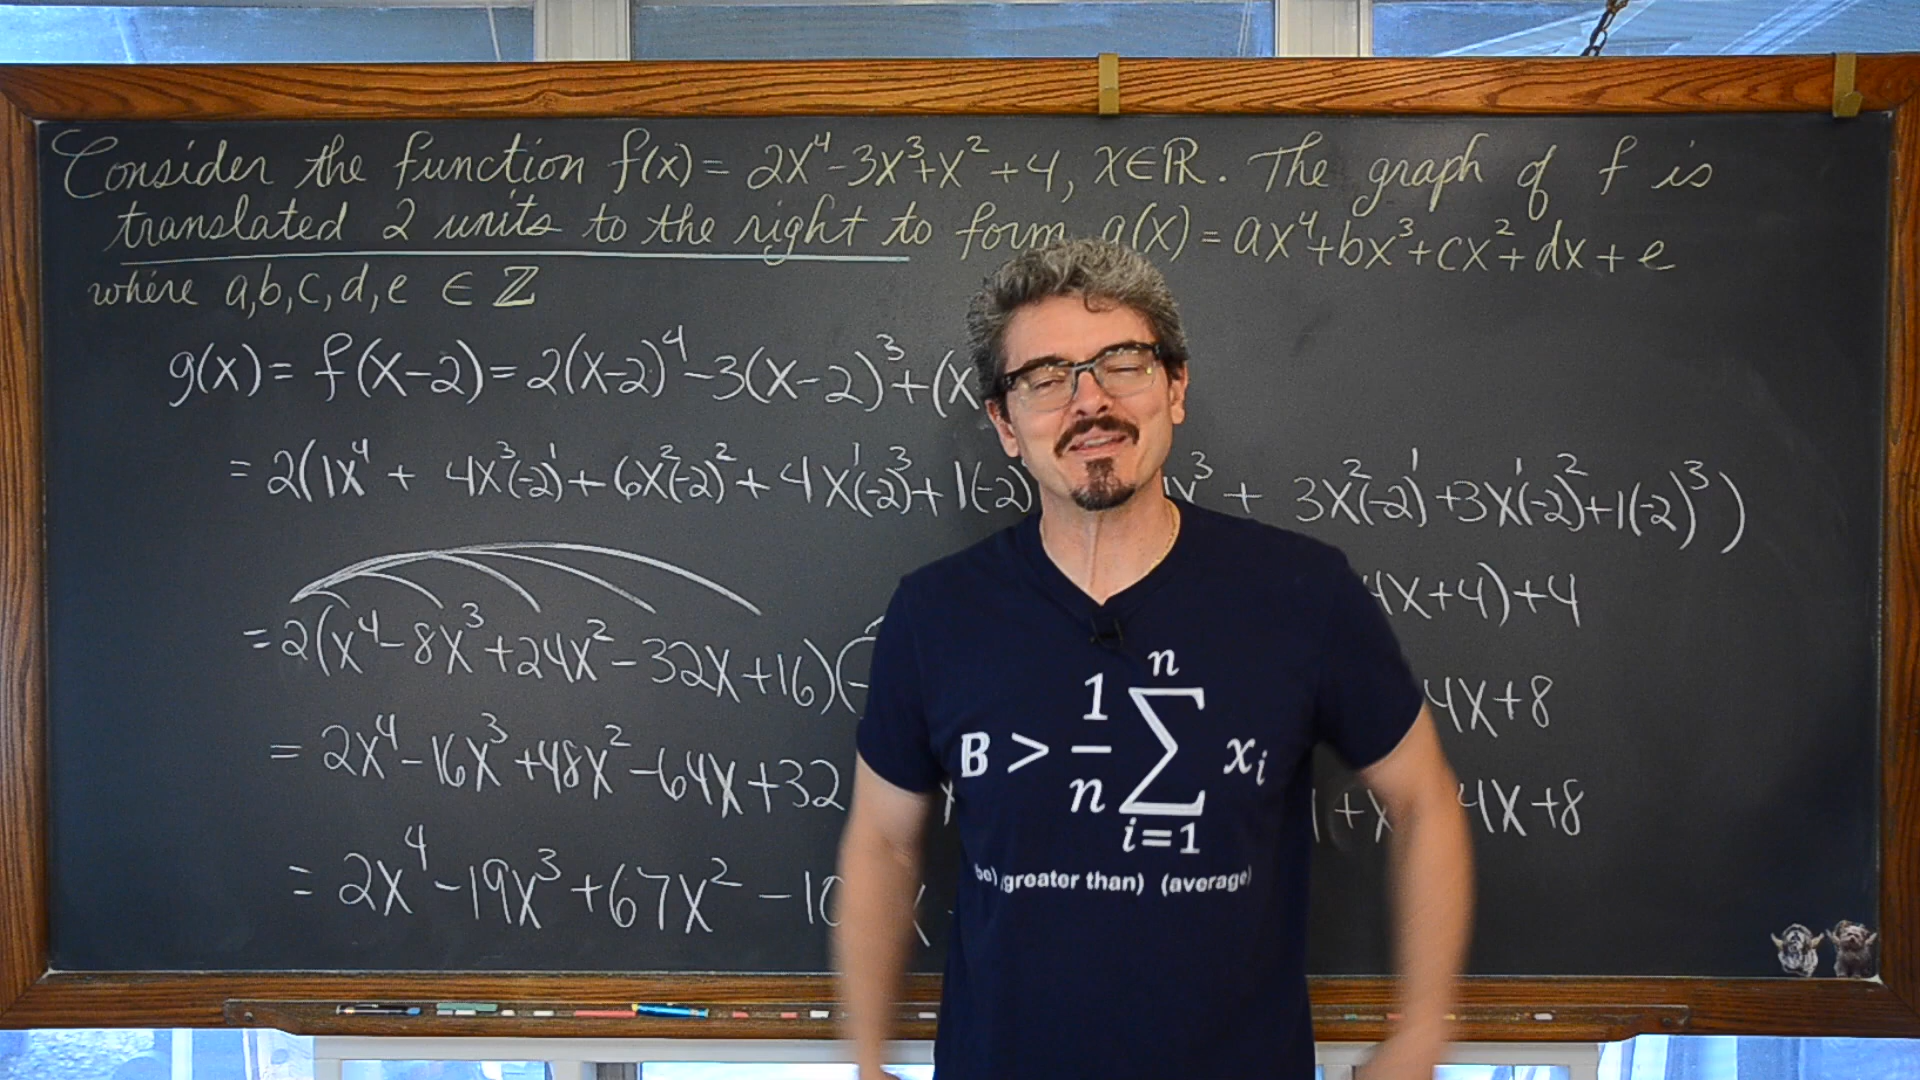 Consider the function f(x) = 2x⁴-3x³+x²+4, x∈ℝ. The graph of f is
translated 2 units to the right to form g(x) = ax⁴+bx³+cx²+dx+e
where a,b,c,d,e ∈ ℤ
g(x) = f(x-2) = 2(x-2)⁴-3(x-2)³+(x
= 2(1x⁴ + 4x³(-2)¹+6x²(-2)²+4x¹(-2)³+1(-2) x³ + 3x²(-2)¹+3x¹(-2)²+1(-2)³)
4x+4)+4
=2(x⁴-8x³+24x²-32x+16)(-
4x+8
= 2x⁴-16x³+48x²-64x+32 +x 4x+8
= 2x⁴-19x³+67x²-10 x
B > 1/n n∑i=1 xᵢ
(be) (greater than) (average)